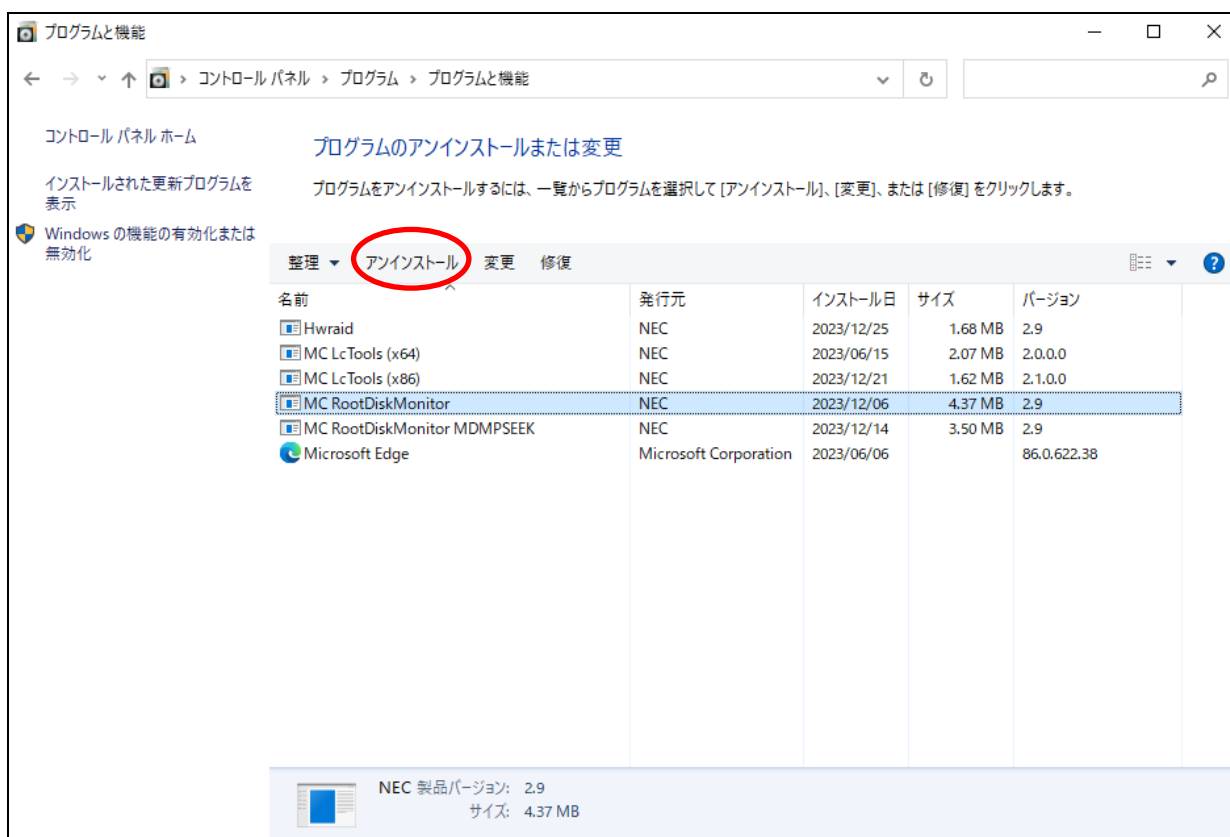 プログラムと機能
コントロール パネル › プログラム › プログラムと機能
コントロール パネル ホーム
インストールされた更新プログラムを
表示
Windows の機能の有効化または
無効化
プログラムのアンインストールまたは変更
プログラムをアンインストールするには、一覧からプログラムを選択して [アンインストール]、[変更]、または [修復] をクリックします。
整理 アンインストール 変更 修復
名前 発行元 インストール日 サイズ バージョン
Hwraid NEC 2023/12/25 1.68 MB 2.9
MC LcTools (x64) NEC 2023/06/15 2.07 MB 2.0.0.0
MC LcTools (x86) NEC 2023/12/21 1.62 MB 2.1.0.0
MC RootDiskMonitor NEC 2023/12/06 4.37 MB 2.9
MC RootDiskMonitor MDMPSEEK NEC 2023/12/14 3.50 MB 2.9
Microsoft Edge Microsoft Corporation 2023/06/06 86.0.622.38
NEC 製品バージョン: 2.9
サイズ: 4.37 MB